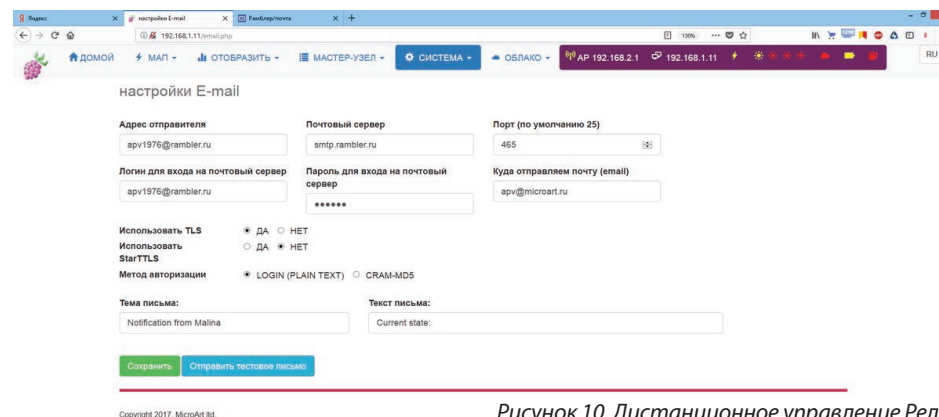 Яндекс
настройки E-mail
Рамблер/почта
192.168.1.11/email.php
130%
ДОМОЙ
МАП
ОТОБРАЗИТЬ
МАСТЕР-УЗЕЛ
СИСТЕМА
ОБЛАКО
AP 192.168.2.1
192.168.1.11
RU
настройки E-mail
Адрес отправителя
Почтовый сервер
Порт (по умолчанию 25)
apv1976@rambler.ru
smtp.rambler.ru
465
Логин для входа на почтовый сервер
Пароль для входа на почтовый сервер
Куда отправляем почту (email)
apv1976@rambler.ru
●●●●●●
apv@microart.ru
Использовать TLS
ДА
НЕТ
Использовать StarTTLS
ДА
НЕТ
Метод авторизации
LOGIN (PLAIN TEXT)
CRAM-MD5
Тема письма:
Текст письма:
Notification from Malina
Current state:
Сохранить
Отправить тестовое письмо
Copyright 2017, MicroArt ltd.
Рисунок 10. Дистанционное управление Рел